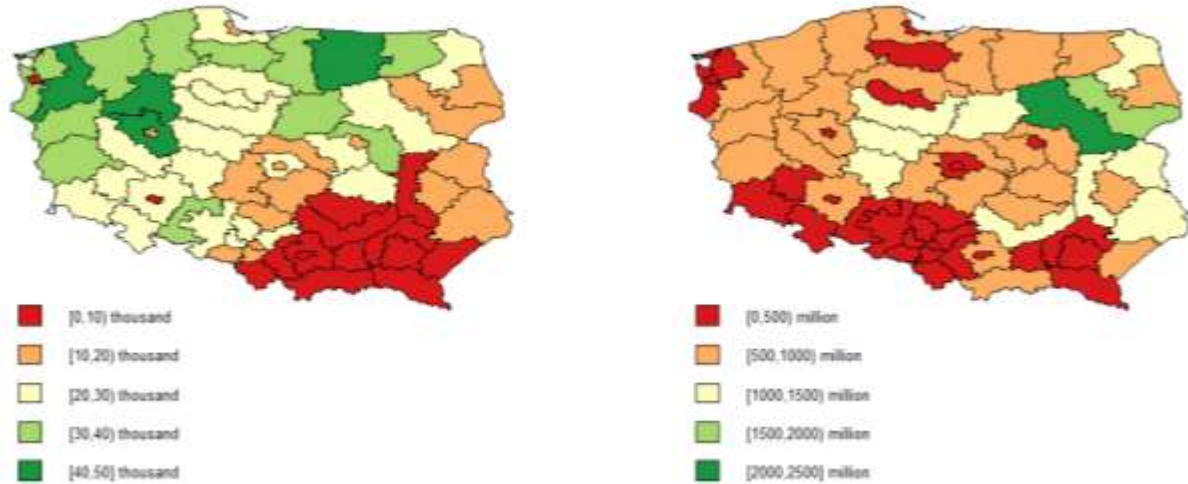 [0,10) thousand
[10,20) thousand
[20,30) thousand
[30,40) thousand
[40,50] thousand
[0,500) million
[500,1000) million
[1000,1500) million
[1500,2000) million
[2000,2500] million